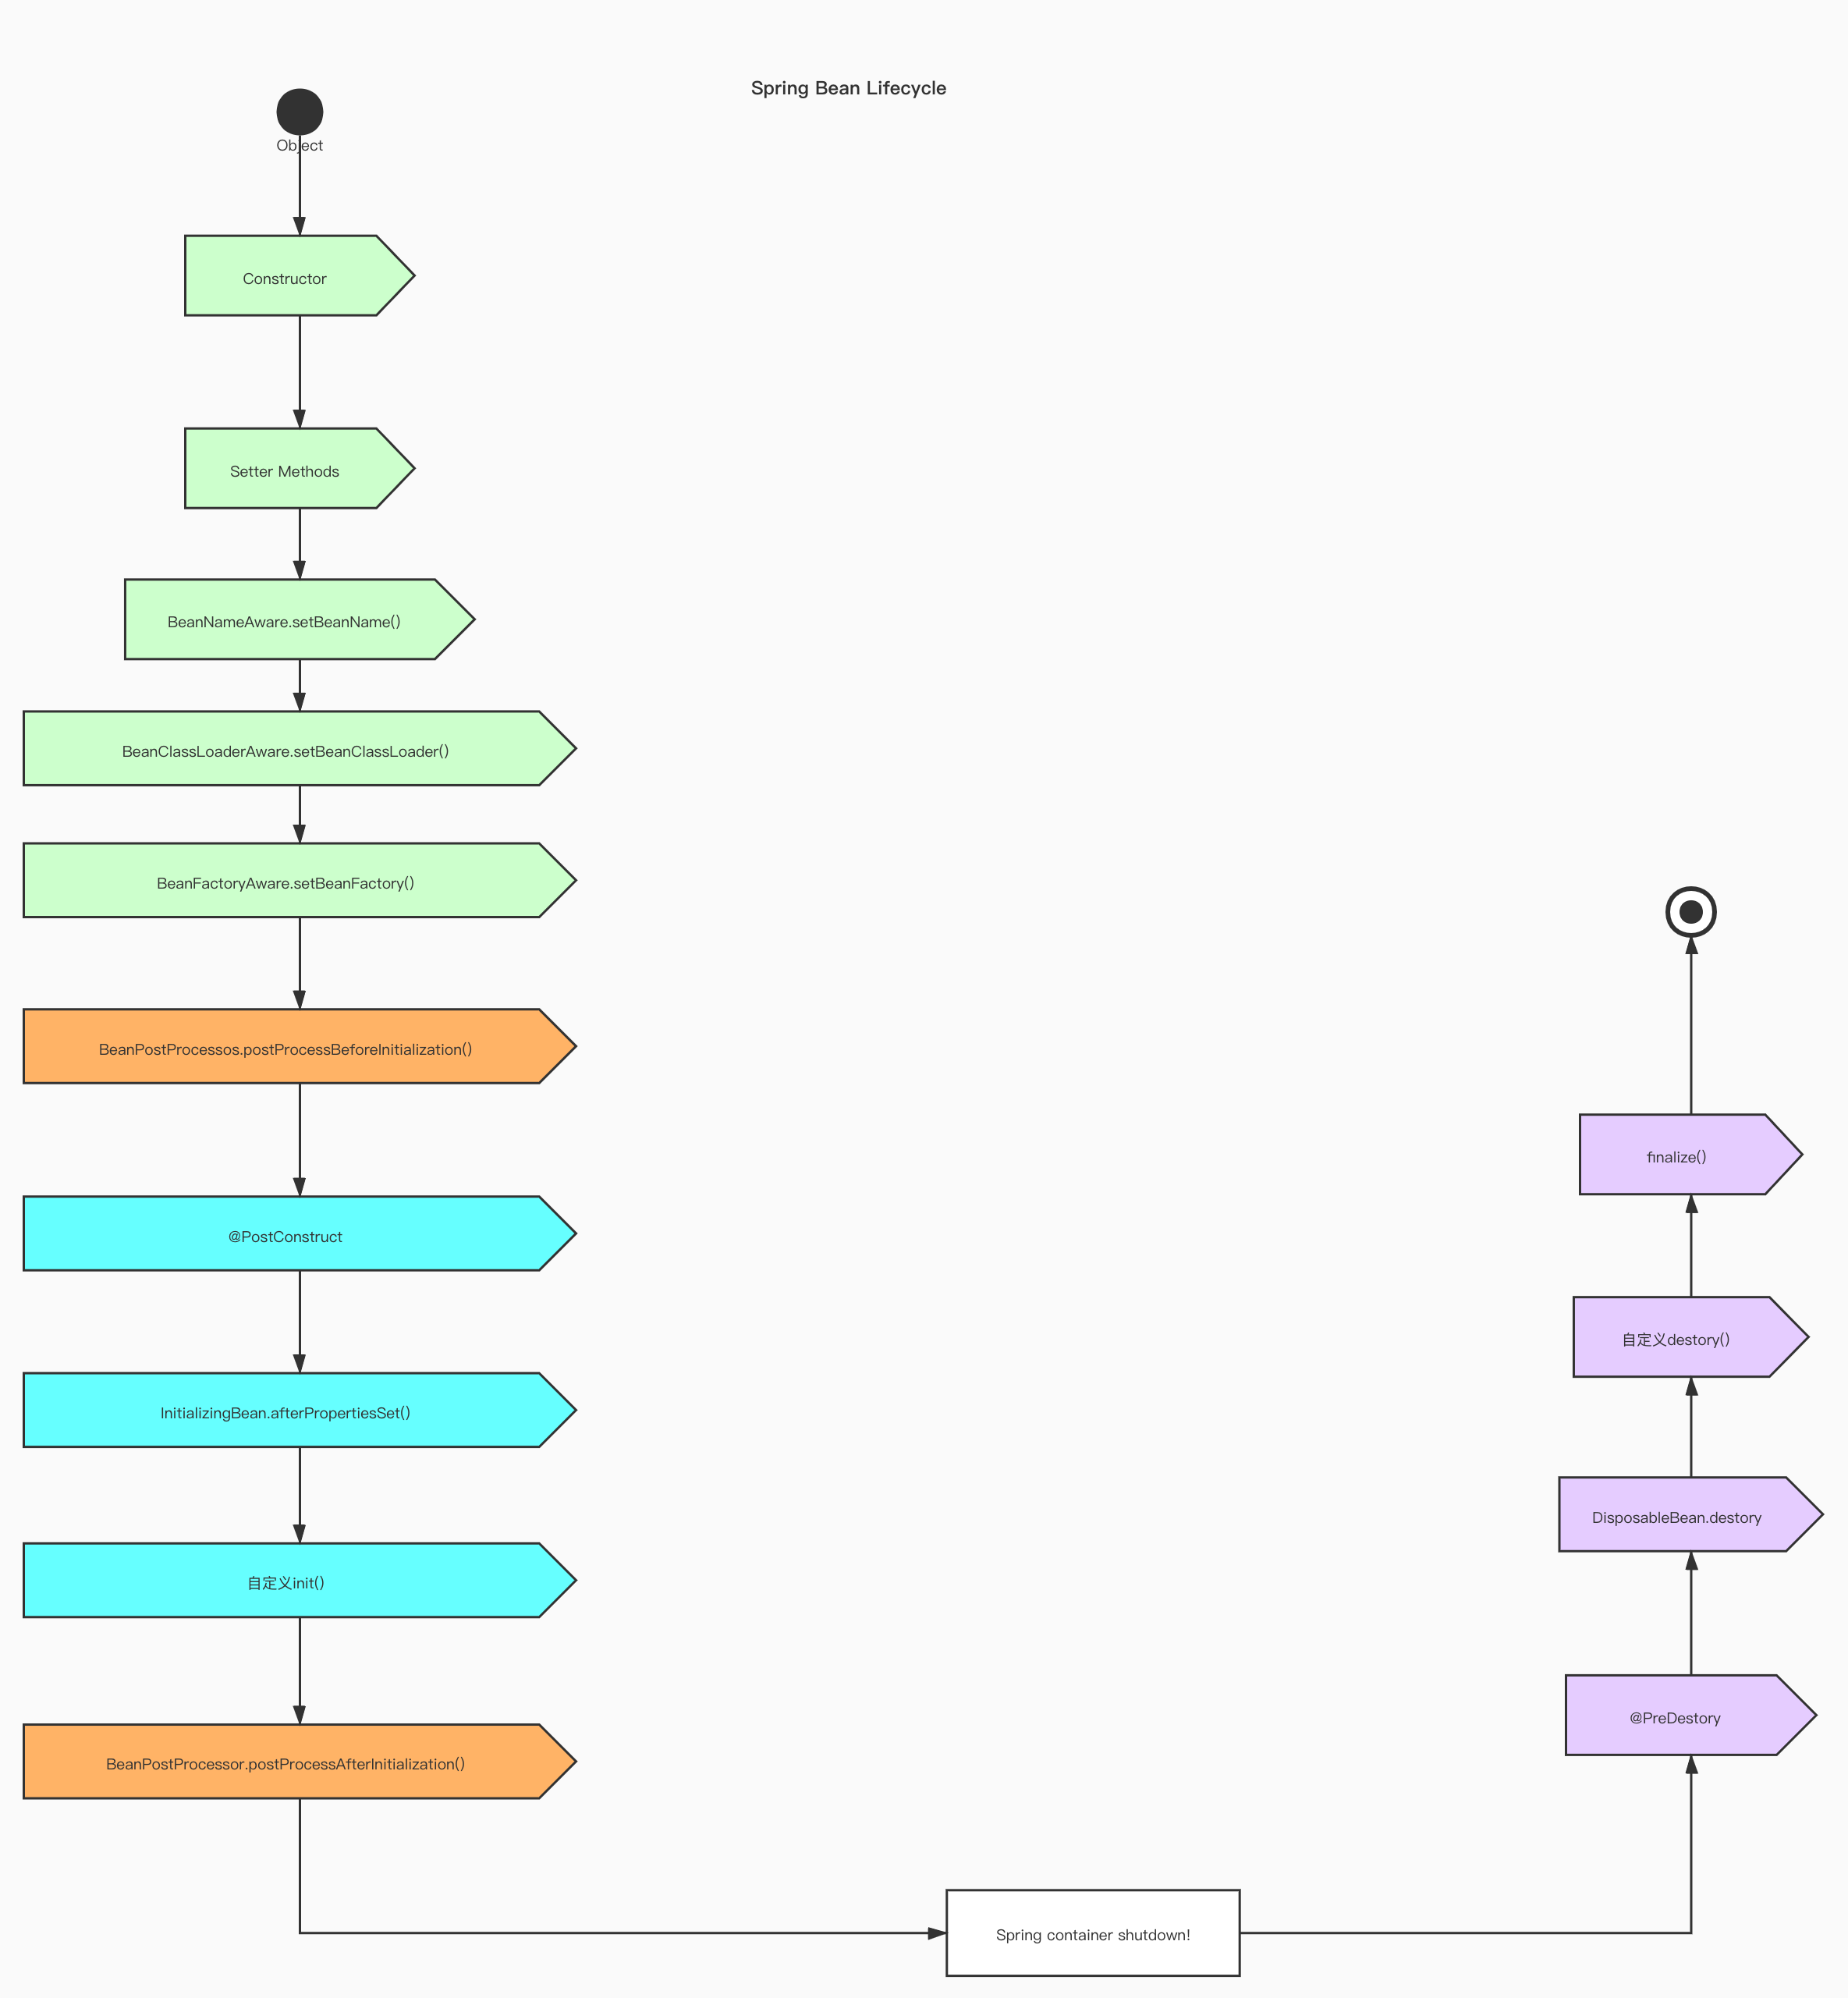 Spring Bean Lifecycle
Object
Constructor
Setter Methods
BeanNameAware.setBeanName()
BeanClassLoaderAware.setBeanClassLoader()
BeanFactoryAware.setBeanFactory()
BeanPostProcessos.postProcessBeforeInitialization()
@PostConstruct
InitializingBean.afterPropertiesSet()
自定义init()
BeanPostProcessor.postProcessAfterInitialization()
Spring container shutdown!
@PreDestory
DisposableBean.destory
自定义destory()
finalize()